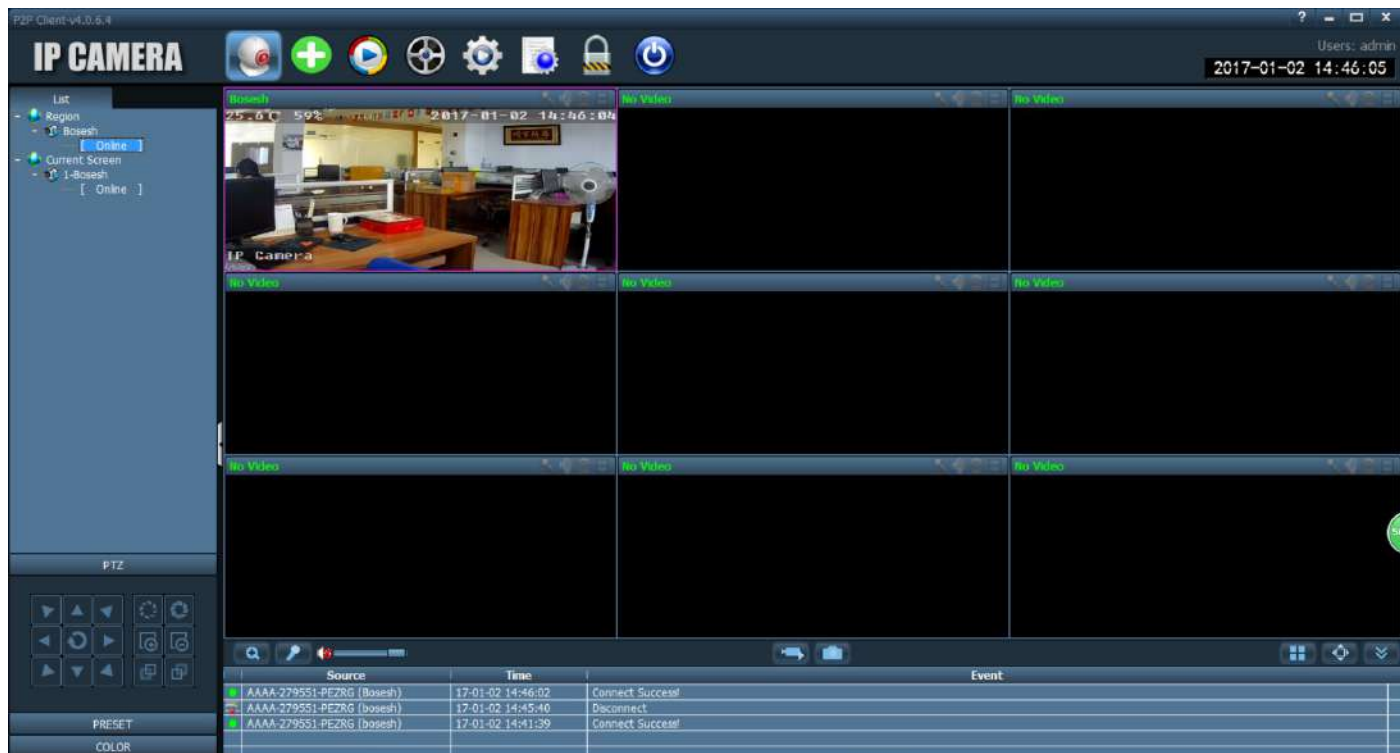 P2P Client-v4.0.6.4
?
IP CAMERA
Users: admin
2017-01-02 14:46:05
List
Region
Bosesh
[ Online ]
Current Screen
1-Bosesh
[ Online ]
Bosesh
No Video
No Video
25.6℃ 59% 2017-01-02 14:46:04
IP Camera
No Video
No Video
No Video
No Video
No Video
No Video
PTZ
PRESET
COLOR
Source Time Event
AAAA-279551-PEZRG (Bosesh) 17-01-02 14:46:02 Connect Success!
AAAA-279551-PEZRG (bosesh) 17-01-02 14:45:40 Disconnect
AAAA-279551-PEZRG (bosesh) 17-01-02 14:41:39 Connect Success!